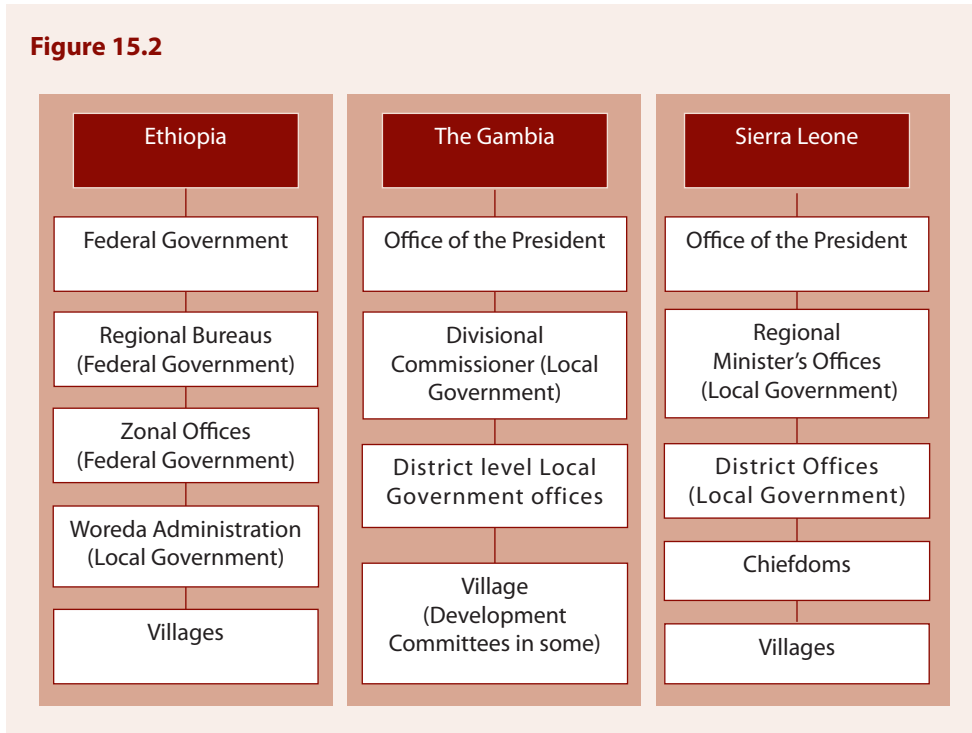 Figure 15.2
Ethiopia
Federal Government
Regional Bureaus
(Federal Government)
Zonal Offices
(Federal Government)
Woreda Administration
(Local Government)
Villages
The Gambia
Office of the President
Divisional
Commissioner (Local
Government)
District level Local
Government offices
Village
(Development
Committees in some)
Sierra Leone
Office of the President
Regional
Minister’s Offices
(Local Government)
District Offices
(Local Government)
Chiefdoms
Villages